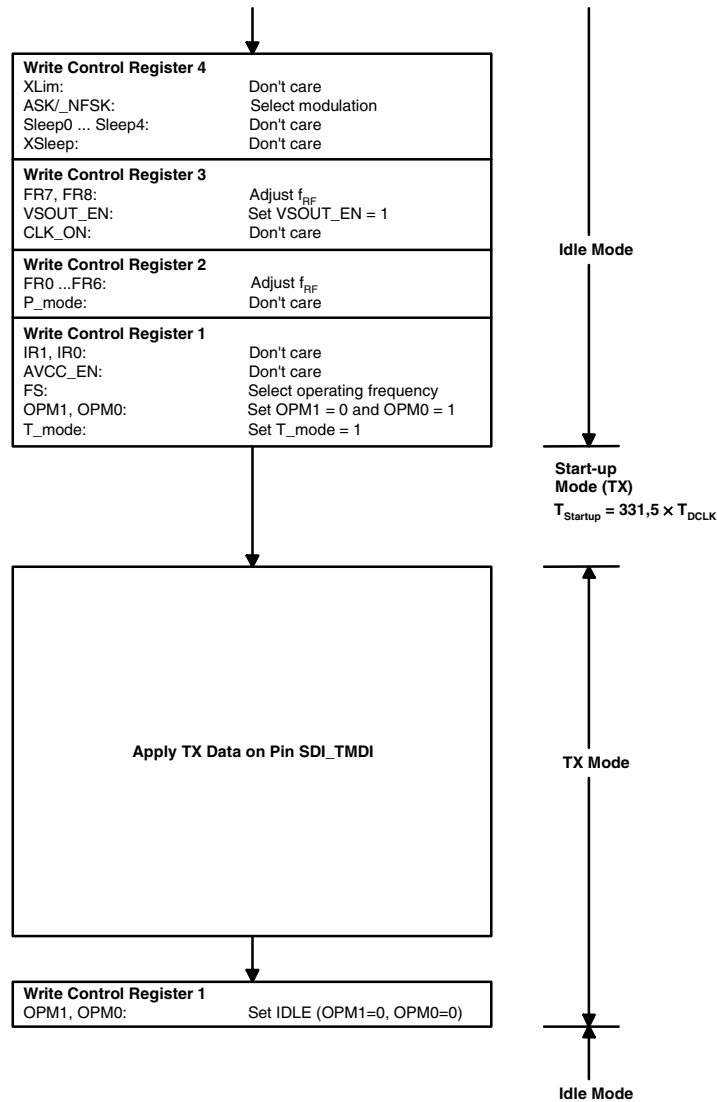 Write Control Register 4
XLim: Don't care
ASK/_NFSK: Select modulation
Sleep0 ... Sleep4: Don't care
XSleep: Don't care
Write Control Register 3
FR7, FR8: Adjust fRF
VSOUT_EN: Set VSOUT_EN = 1
CLK_ON: Don't care
Idle Mode
Write Control Register 2
FR0 ...FR6: Adjust fRF
P_mode: Don't care
Write Control Register 1
IR1, IR0: Don't care
AVCC_EN: Don't care
FS: Select operating frequency
OPM1, OPM0: Set OPM1 = 0 and OPM0 = 1
T_mode: Set T_mode = 1
Start-up
Mode (TX)
TStartup = 331,5 × TDCLK
Apply TX Data on Pin SDI_TMDI
TX Mode
Write Control Register 1
OPM1, OPM0: Set IDLE (OPM1=0, OPM0=0)
Idle Mode